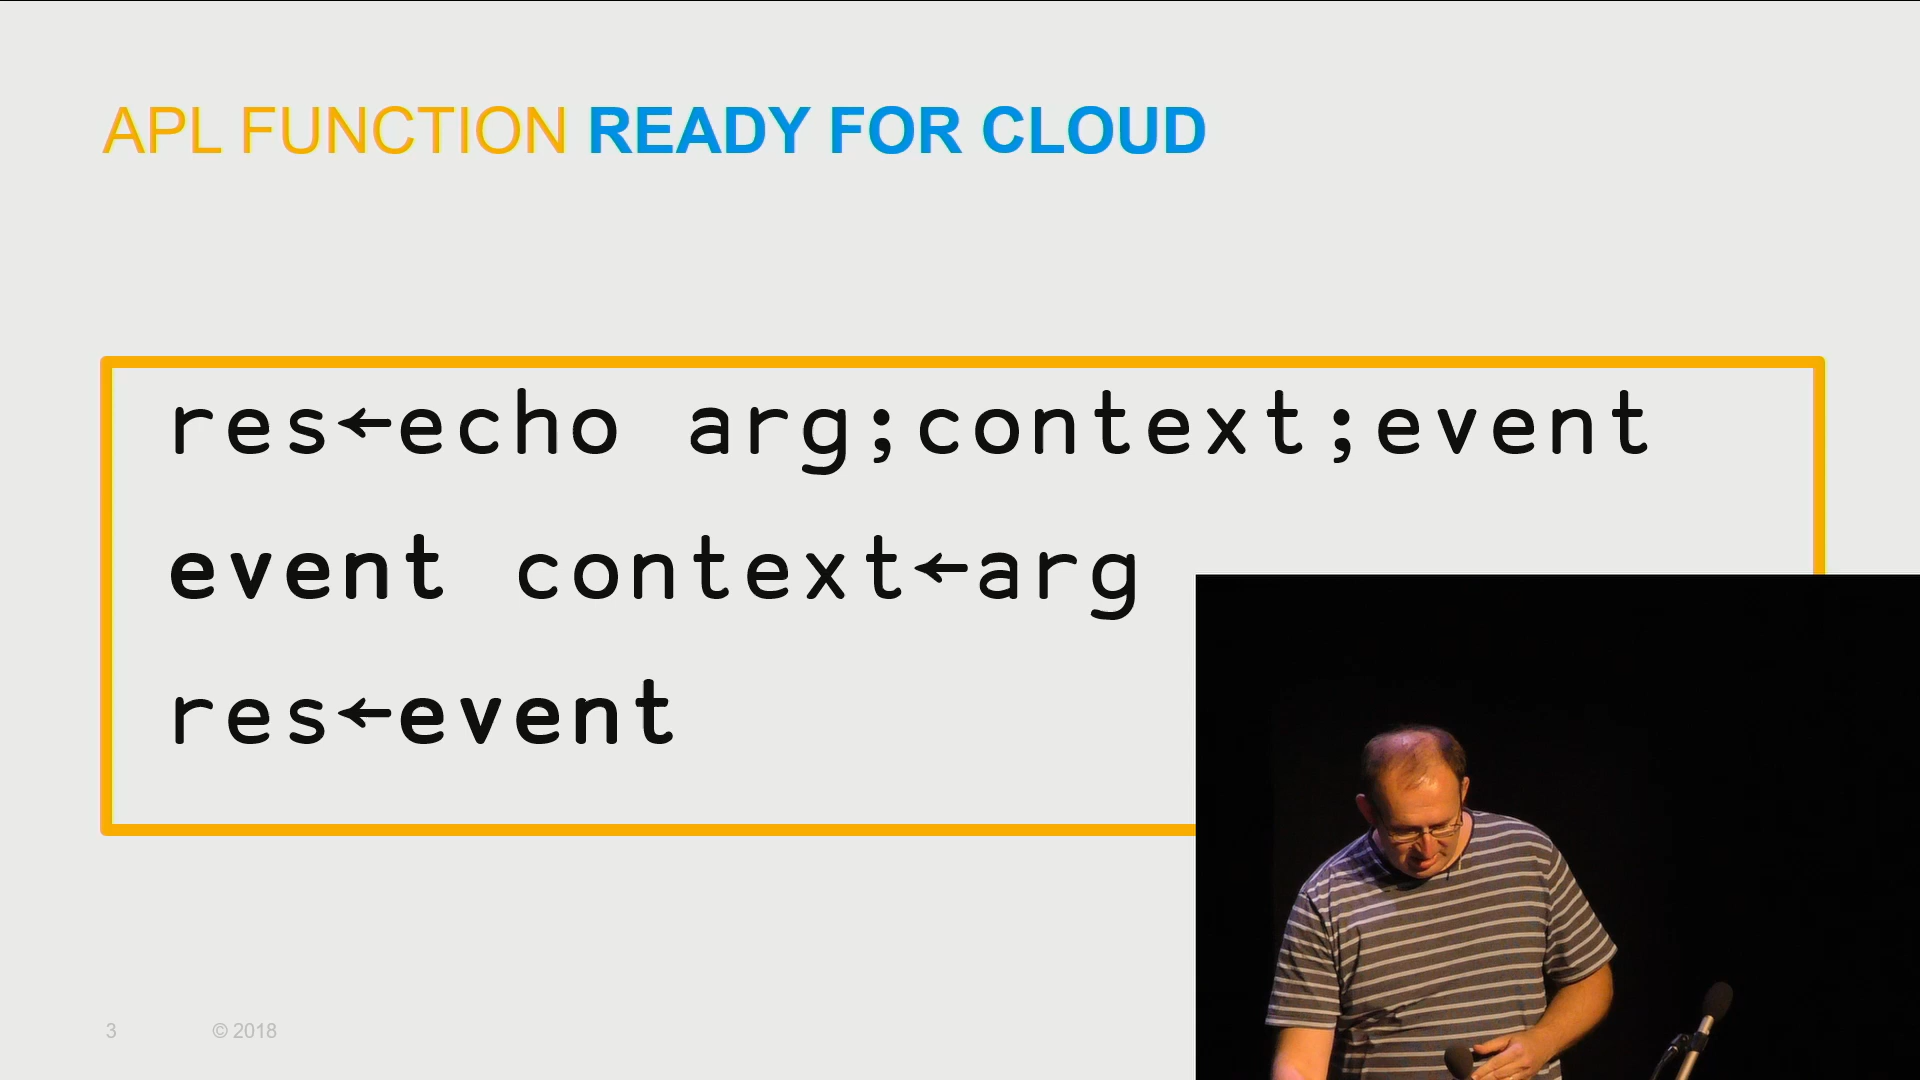 APL FUNCTION READY FOR CLOUD
res←echo arg;context;event
event context←arg
res←event
3 © 2018